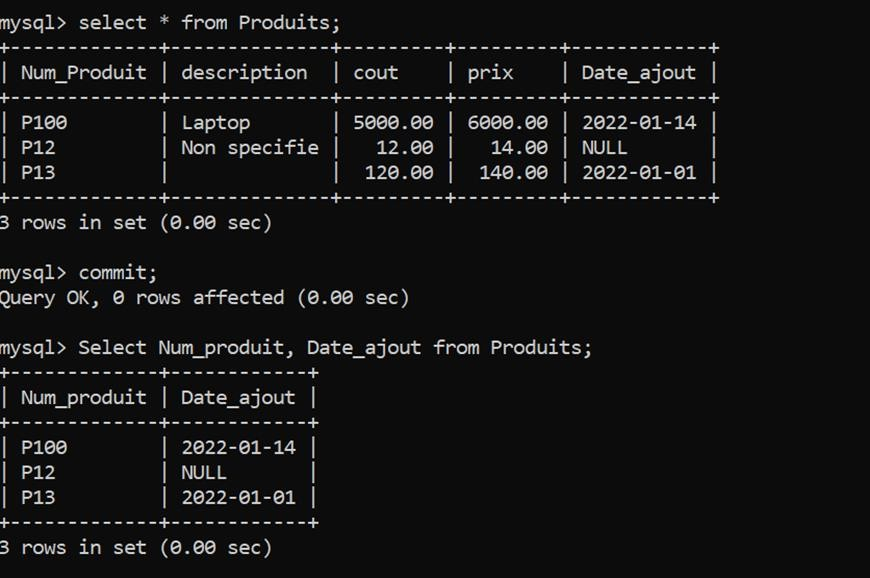 mysql> select * from Produits;
+-------------+--------------+---------+---------+------------+
| Num_Produit | description  | cout    | prix    | Date_ajout |
+-------------+--------------+---------+---------+------------+
| P100        | Laptop       | 5000.00 | 6000.00 | 2022-01-14 |
| P12         | Non specifie |   12.00 |   14.00 | NULL       |
| P13         |              |  120.00 |  140.00 | 2022-01-01 |
+-------------+--------------+---------+---------+------------+
3 rows in set (0.00 sec)
mysql> commit;
Query OK, 0 rows affected (0.00 sec)
mysql> Select Num_produit, Date_ajout from Produits;
+-------------+------------+
| Num_produit | Date_ajout |
+-------------+------------+
| P100        | 2022-01-14 |
| P12         | NULL       |
| P13         | 2022-01-01 |
+-------------+------------+
3 rows in set (0.00 sec)